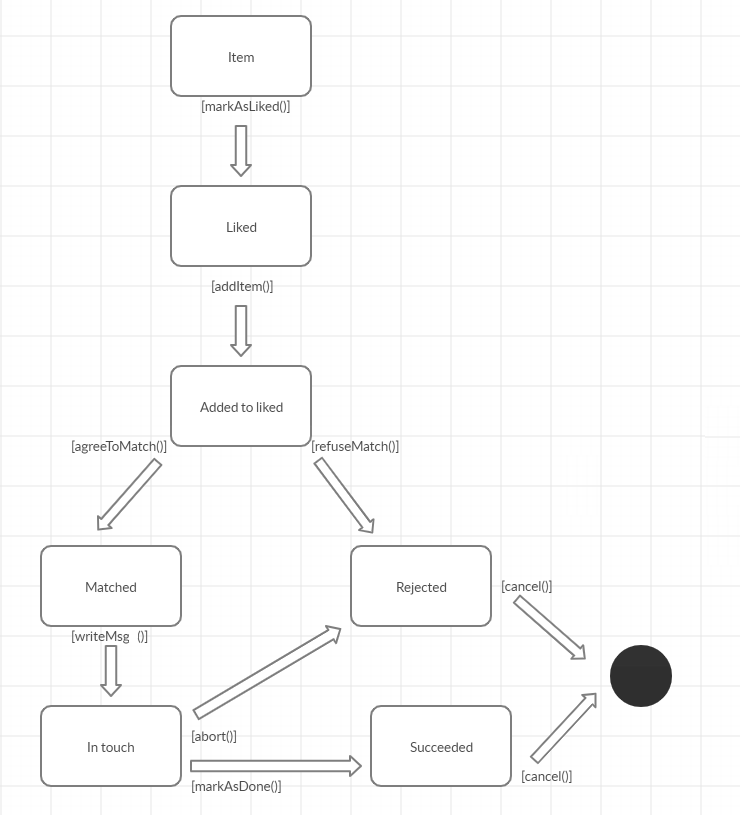 Item
[markAsLiked()]
Liked
[addItem()]
Added to liked
[agreeToMatch()]
[refuseMatch()]
Matched
Rejected
[cancel()]
[writeMsg  ()]
[abort()]
In touch
Succeeded
[markAsDone()]
[cancel()]